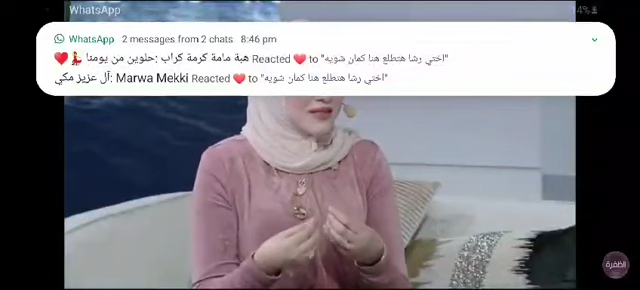 WhatsApp
4%
WhatsApp 2 messages from 2 chats 8:46 pm
❤️💃 حلوين من يومنا: هبة مامة كرمة كراب Reacted ❤️ to "اختي رشا هتطلع هنا كمان شويه"
آل عزيز مكي: Marwa Mekki Reacted ❤️ to "اختي رشا هتطلع هنا كمان شويه"
الظفرة